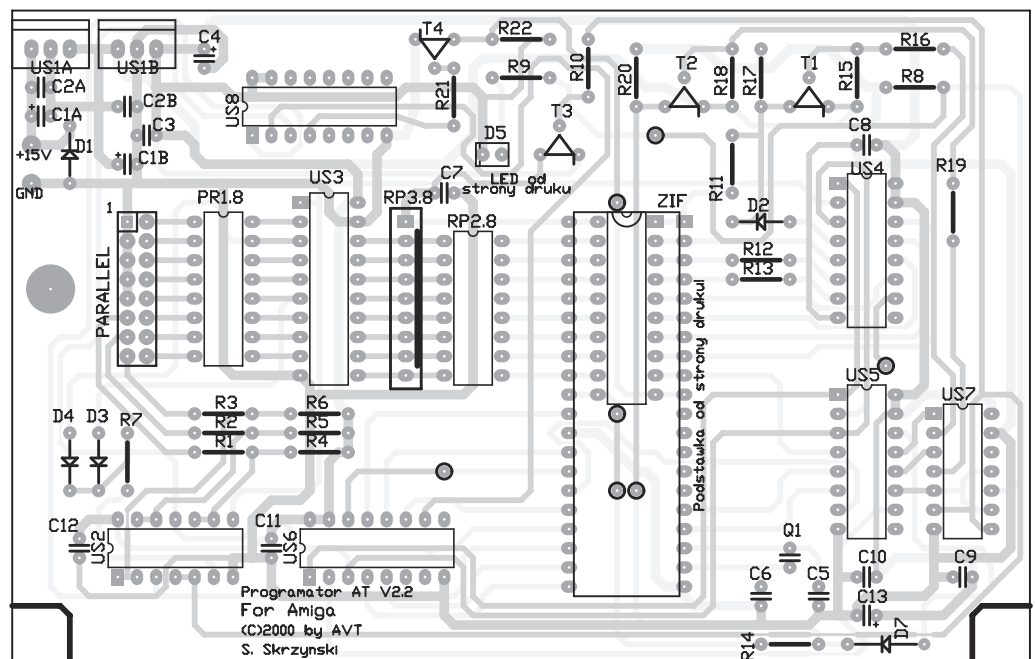 T4
R22
C4
R10
US1A
US1B
R20
T2
R18
R17
T1
R15
R16
R9
R8
C2A
US8
R21
C1A
C2B
T3
C3
D5
C8
+15V
D1
C1B
LED od
strony druku
US4
R19
GND
US3
C7
R11
PR1.8
RP3.8
RP2.8
ZIF
D2
1
R12
R13
PARALLEL
Podstawka od strony druku!
US5
US7
D4
D3
R7
R3
R2
R1
R6
R5
R4
C12
US2
C11
US6
Q1
C10
C9
C6
C5
C13
Programator AT V2.2
For Amiga
(C)2000 by AVT
S. Skrzynski
R14
D7